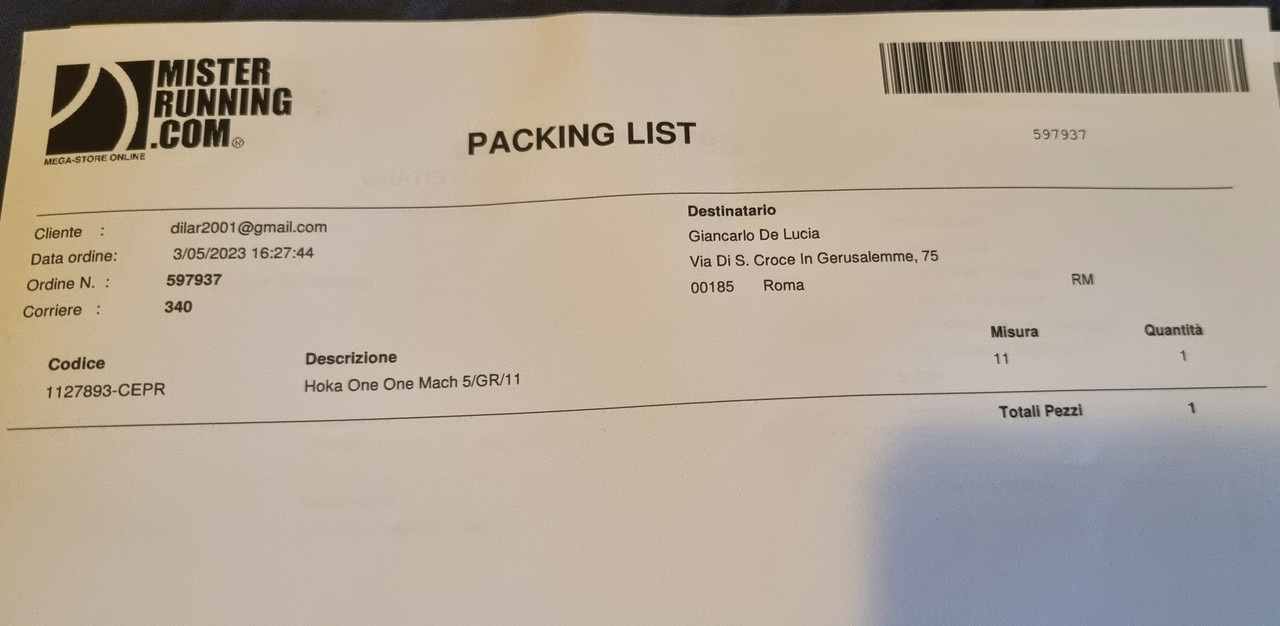 MISTER
RUNNING
.COM®
MEGA-STORE ONLINE
PACKING LIST
597937
Cliente : dilar2001@gmail.com
Data ordine: 3/05/2023 16:27:44
Ordine N. : 597937
Corriere : 340
Destinatario
Giancarlo De Lucia
Via Di S. Croce In Gerusalemme, 75
00185 Roma RM
Codice Descrizione Misura Quantità
1127893-CEPR Hoka One One Mach 5/GR/11 11 1
Totali Pezzi 1